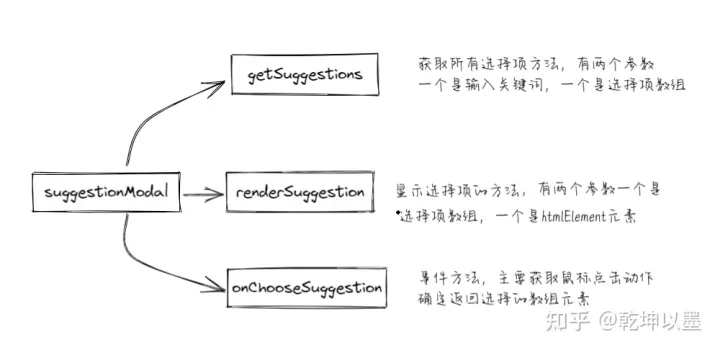 getSuggestions
获取所有选择项方法，有两个参数
一个是输入关键词，一个是选择项数组
suggestionModal
renderSuggestion
显示选择项的方法，有两个参数一个是
选择项数组，一个是htmlElement元素
onChooseSuggestion
事件方法，主要获取鼠标点击动作
确定返回选择的数组元素
知乎 @乾坤以墨